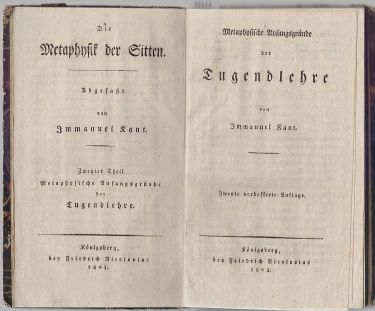 Die
Metaphysik der Sitten.
Abgefaßt
von
Immanuel Kant.
Zweyter Theil.
Metaphysische Anfangsgründe
der
Tugendlehre.
Königsberg,
bey Friedrich Nicolovius
1803.
Metaphysische Anfangsgründe
der
Tugendlehre
von
Immanuel Kant.
Zweyte verbesserte Auflage.
Königsberg,
bey Friedrich Nicolovius
1803.